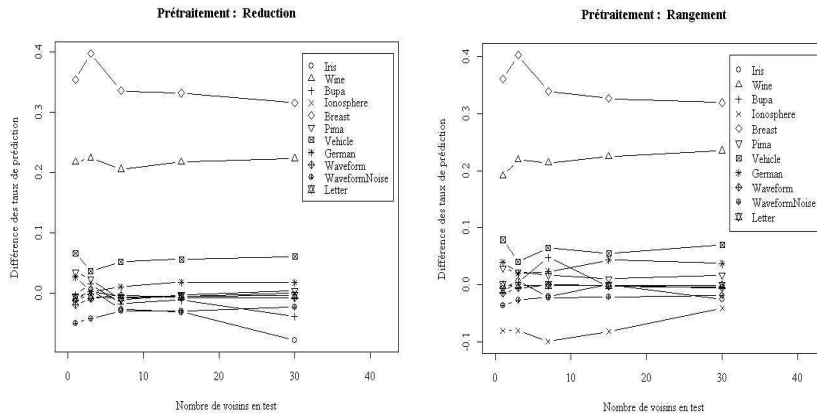 Prétraitement : Reduction
Différence des taux de prédiction
0.4
0.3
0.2
0.1
0.0
Iris
Wine
Bupa
Ionosphere
Breast
Pima
Vehicle
German
Waveform
WaveformNoise
Letter
0
10
20
30
40
Nombre de voisins en test
Prétraitement : Rangement
Différence des taux de prédiction
0.4
0.3
0.2
0.1
0.0
-0.1
Iris
Wine
Bupa
Ionosphere
Breast
Pima
Vehicle
German
Waveform
WaveformNoise
Letter
0
10
20
30
40
Nombre de voisins en test